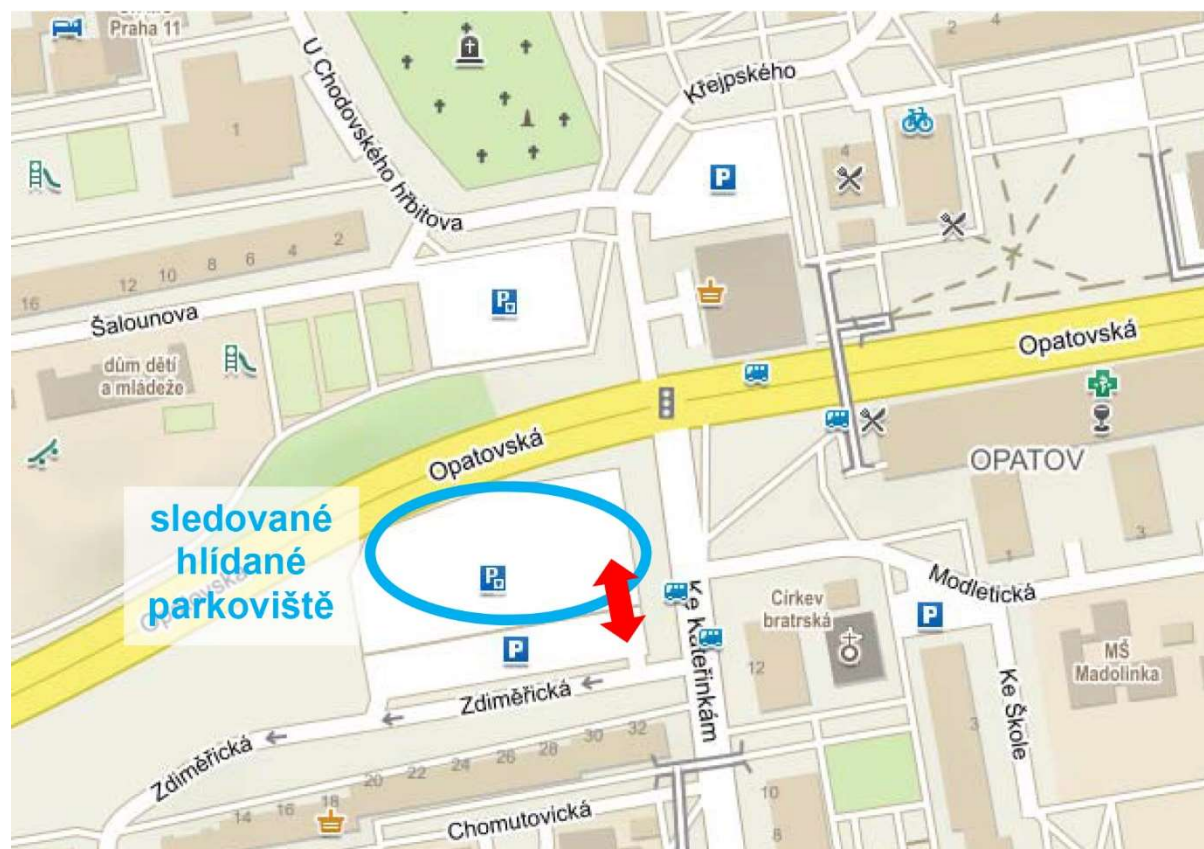 Praha 11
2
4
U Chodovského hřbitova
Křejpského
1
P
4
16
12
10
8
6
4
2
Šalounova
P
dům dětí
a mládeže
Opatovská
Opatovská
OPATOV
sledované
hlídané
parkoviště
Opatovská
P
1
3
Modletická
Církev
bratrská
P
MŠ
Madolinka
Ke Kateřinkám
P
12
Zdiměřická
Ke Škole
3
Zdiměřická
32
30
28
26
24
22
20
18
16
14
10
8
Chomutovická